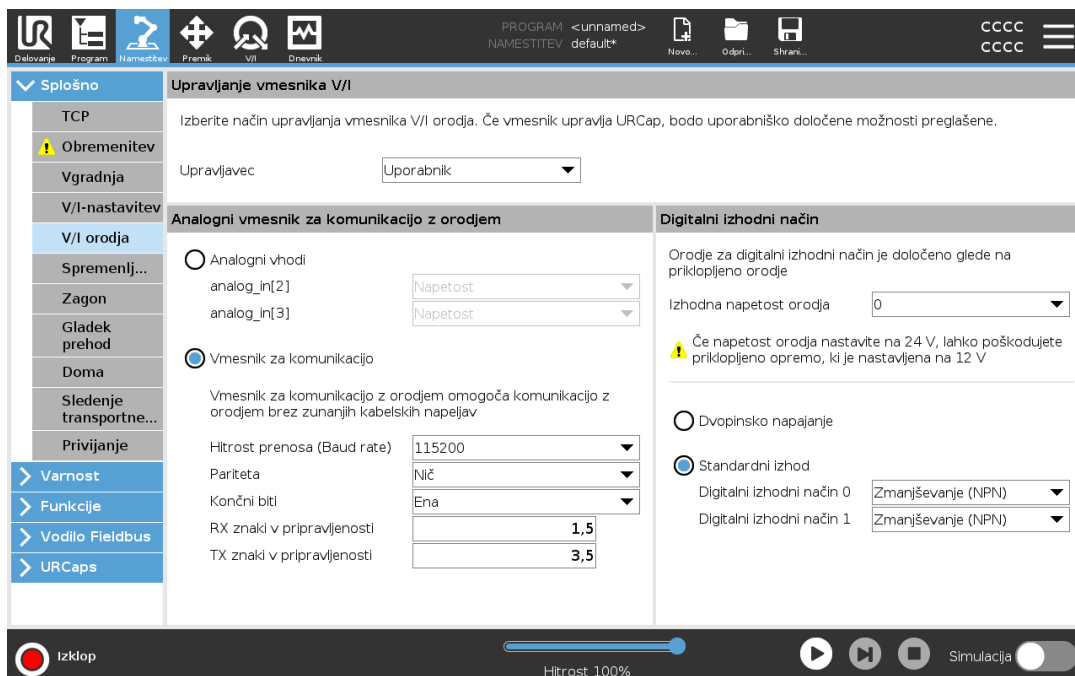 UR
PROGRAM <unnamed>
NAMESTITEV default*
Delovanje
Program
Namestitev
Premik
V/I
Dnevnik
Novo...
Odpri...
Shrani...
CCCC
CCCC
Splošno
TCP
Obremenitev
Vgradnja
V/I-nastavitev
V/I orodja
Spremenlj...
Zagon
Gladek
prehod
Doma
Sledenje
transportne...
Privijanje
Varnost
Funkcije
Vodilo Fieldbus
URCaps
Upravljanje vmesnika V/I
Izberite način upravljanja vmesnika V/I orodja. Če vmesnik upravlja URCap, bodo uporabniško določene možnosti preglašene.
Upravljavec Uporabnik
Analogni vmesnik za komunikacijo z orodjem
Analogni vhodi
analog_in[2] Napetost
analog_in[3] Napetost
Vmesnik za komunikacijo
Vmesnik za komunikacijo z orodjem omogoča komunikacijo z
orodjem brez zunanjih kabelskih napeljav
Hitrost prenosa (Baud rate) 115200
Pariteta Nič
Končni biti Ena
RX znaki v pripravljenosti 1,5
TX znaki v pripravljenosti 3,5
Digitalni izhodni način
Orodje za digitalni izhodni način je določeno glede na
priklopljeno orodje
Izhodna napetost orodja 0
Če napetost orodja nastavite na 24 V, lahko poškodujete
priklopljeno opremo, ki je nastavljena na 12 V
Dvopinsko napajanje
Standardni izhod
Digitalni izhodni način 0 Zmanjševanje (NPN)
Digitalni izhodni način 1 Zmanjševanje (NPN)
Izklop
Hitrost 100%
Simulacija